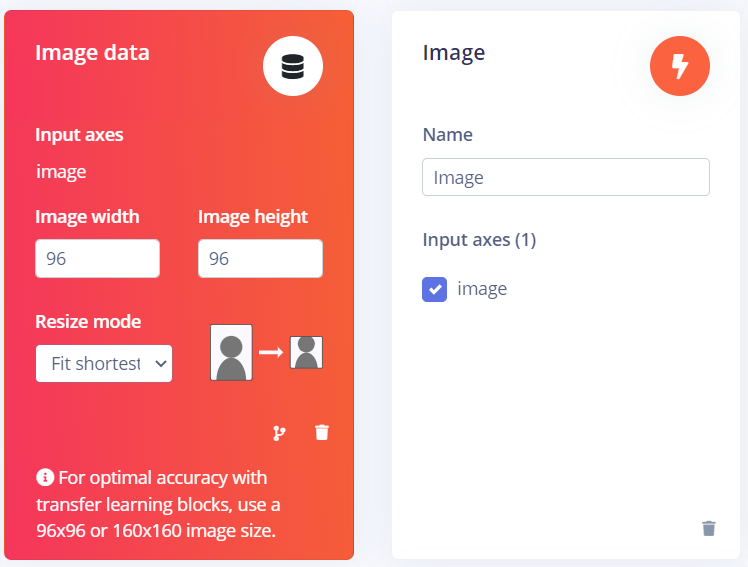 Image data
Input axes
image
Image width
Image height
96
96
Resize mode
Fit shortest
For optimal accuracy with
transfer learning blocks, use a
96x96 or 160x160 image size.
Image
Name
Image
Input axes (1)
image